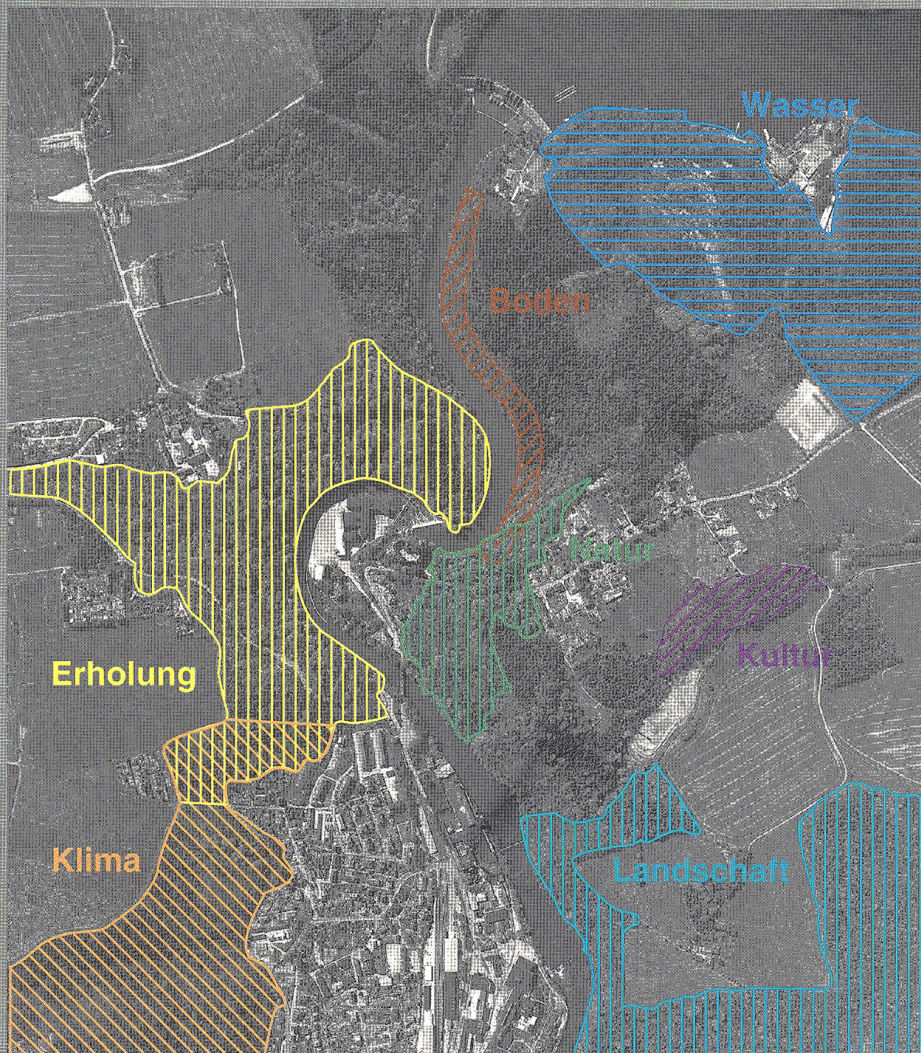 Wasser
Boden
Natur
Kultur
Erholung
Klima
Landschaft